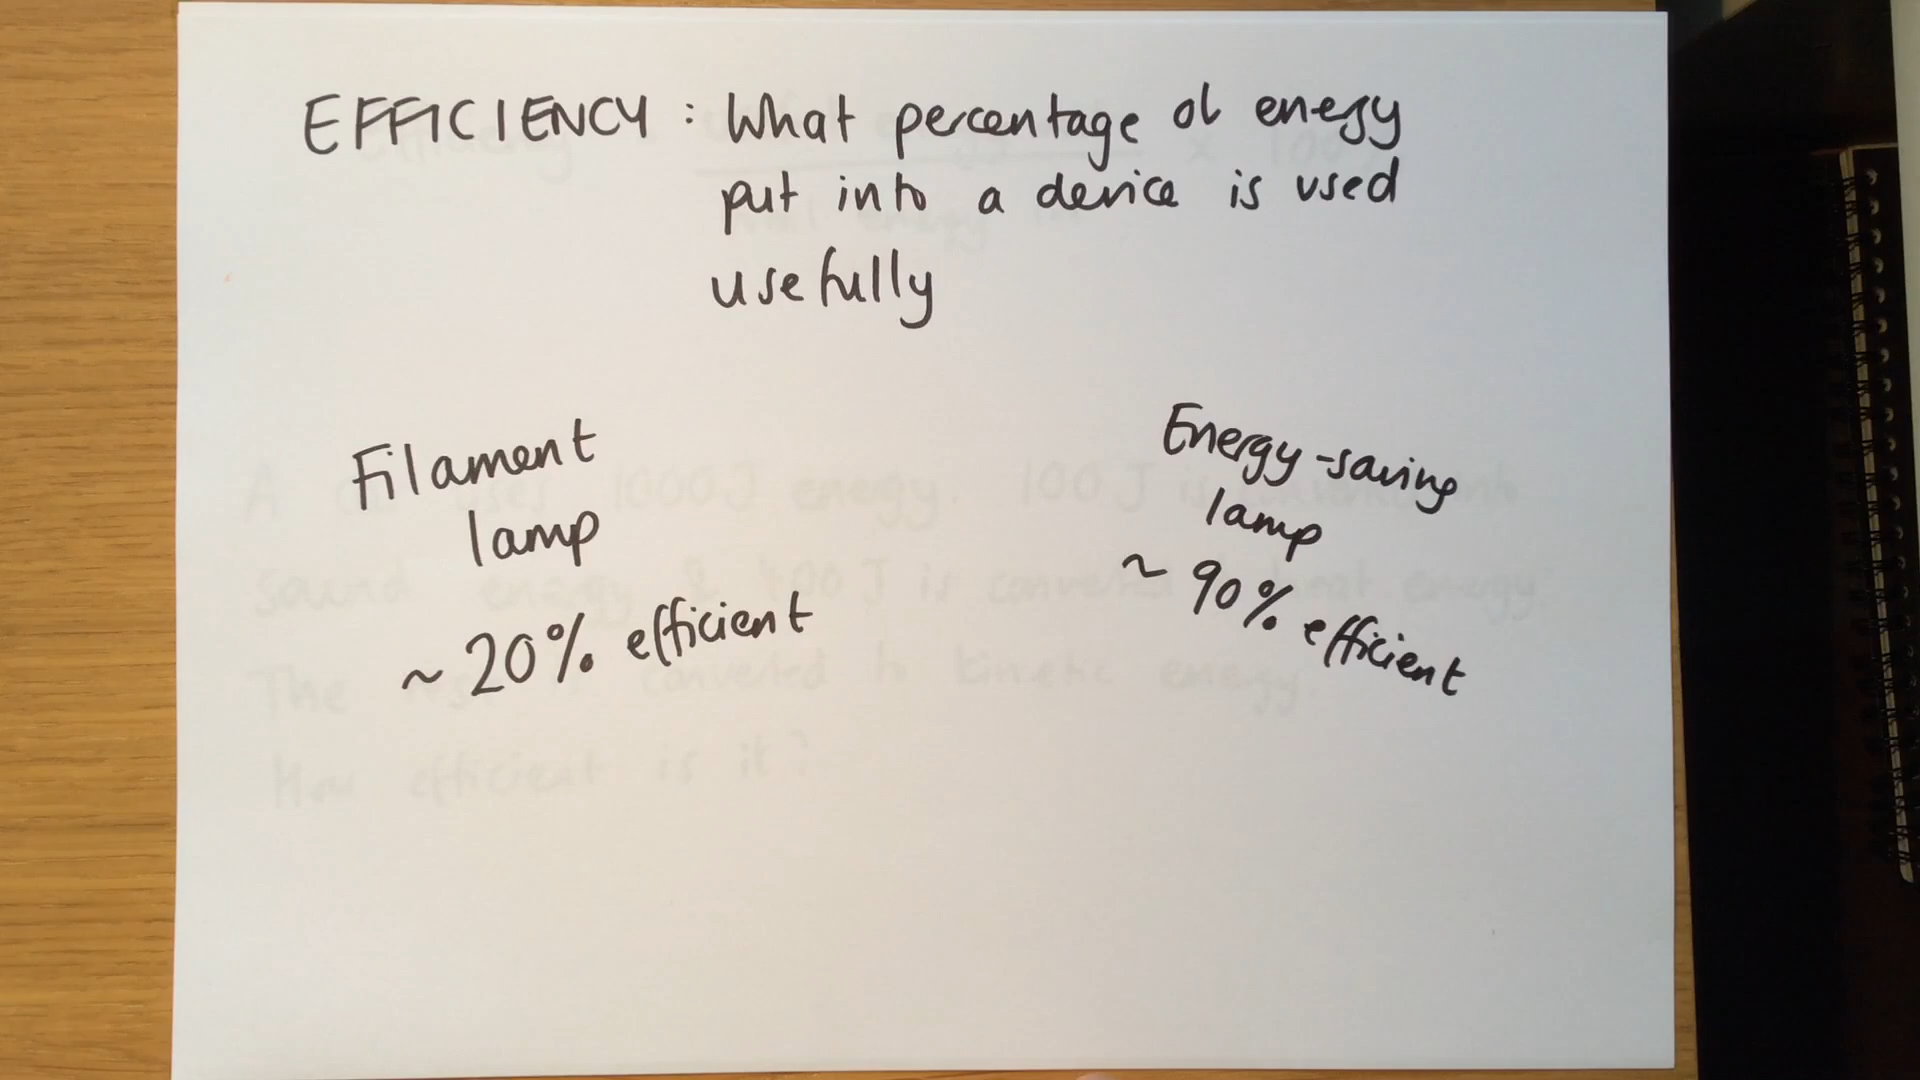 EFFICIENCY : What percentage of energy
put into a device is used
usefully
Filament
lamp
~ 20% efficient
Energy-saving
lamp
~ 90% efficient